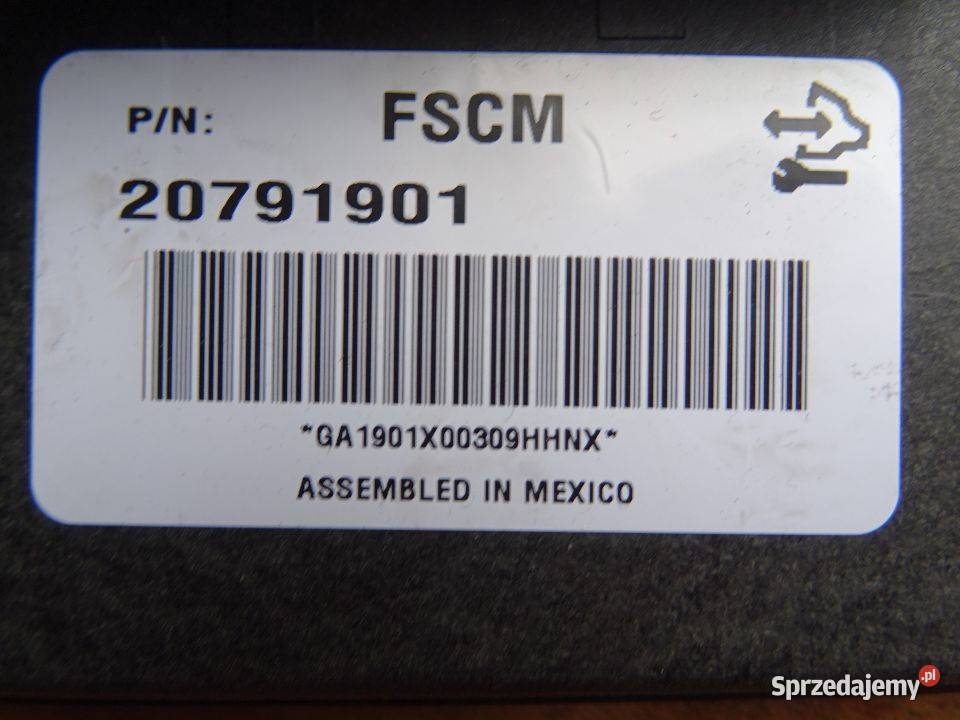 P/N: FSCM
20791901
*GA1901X00309HHNX*
ASSEMBLED IN MEXICO
Sprzedajemy.pl